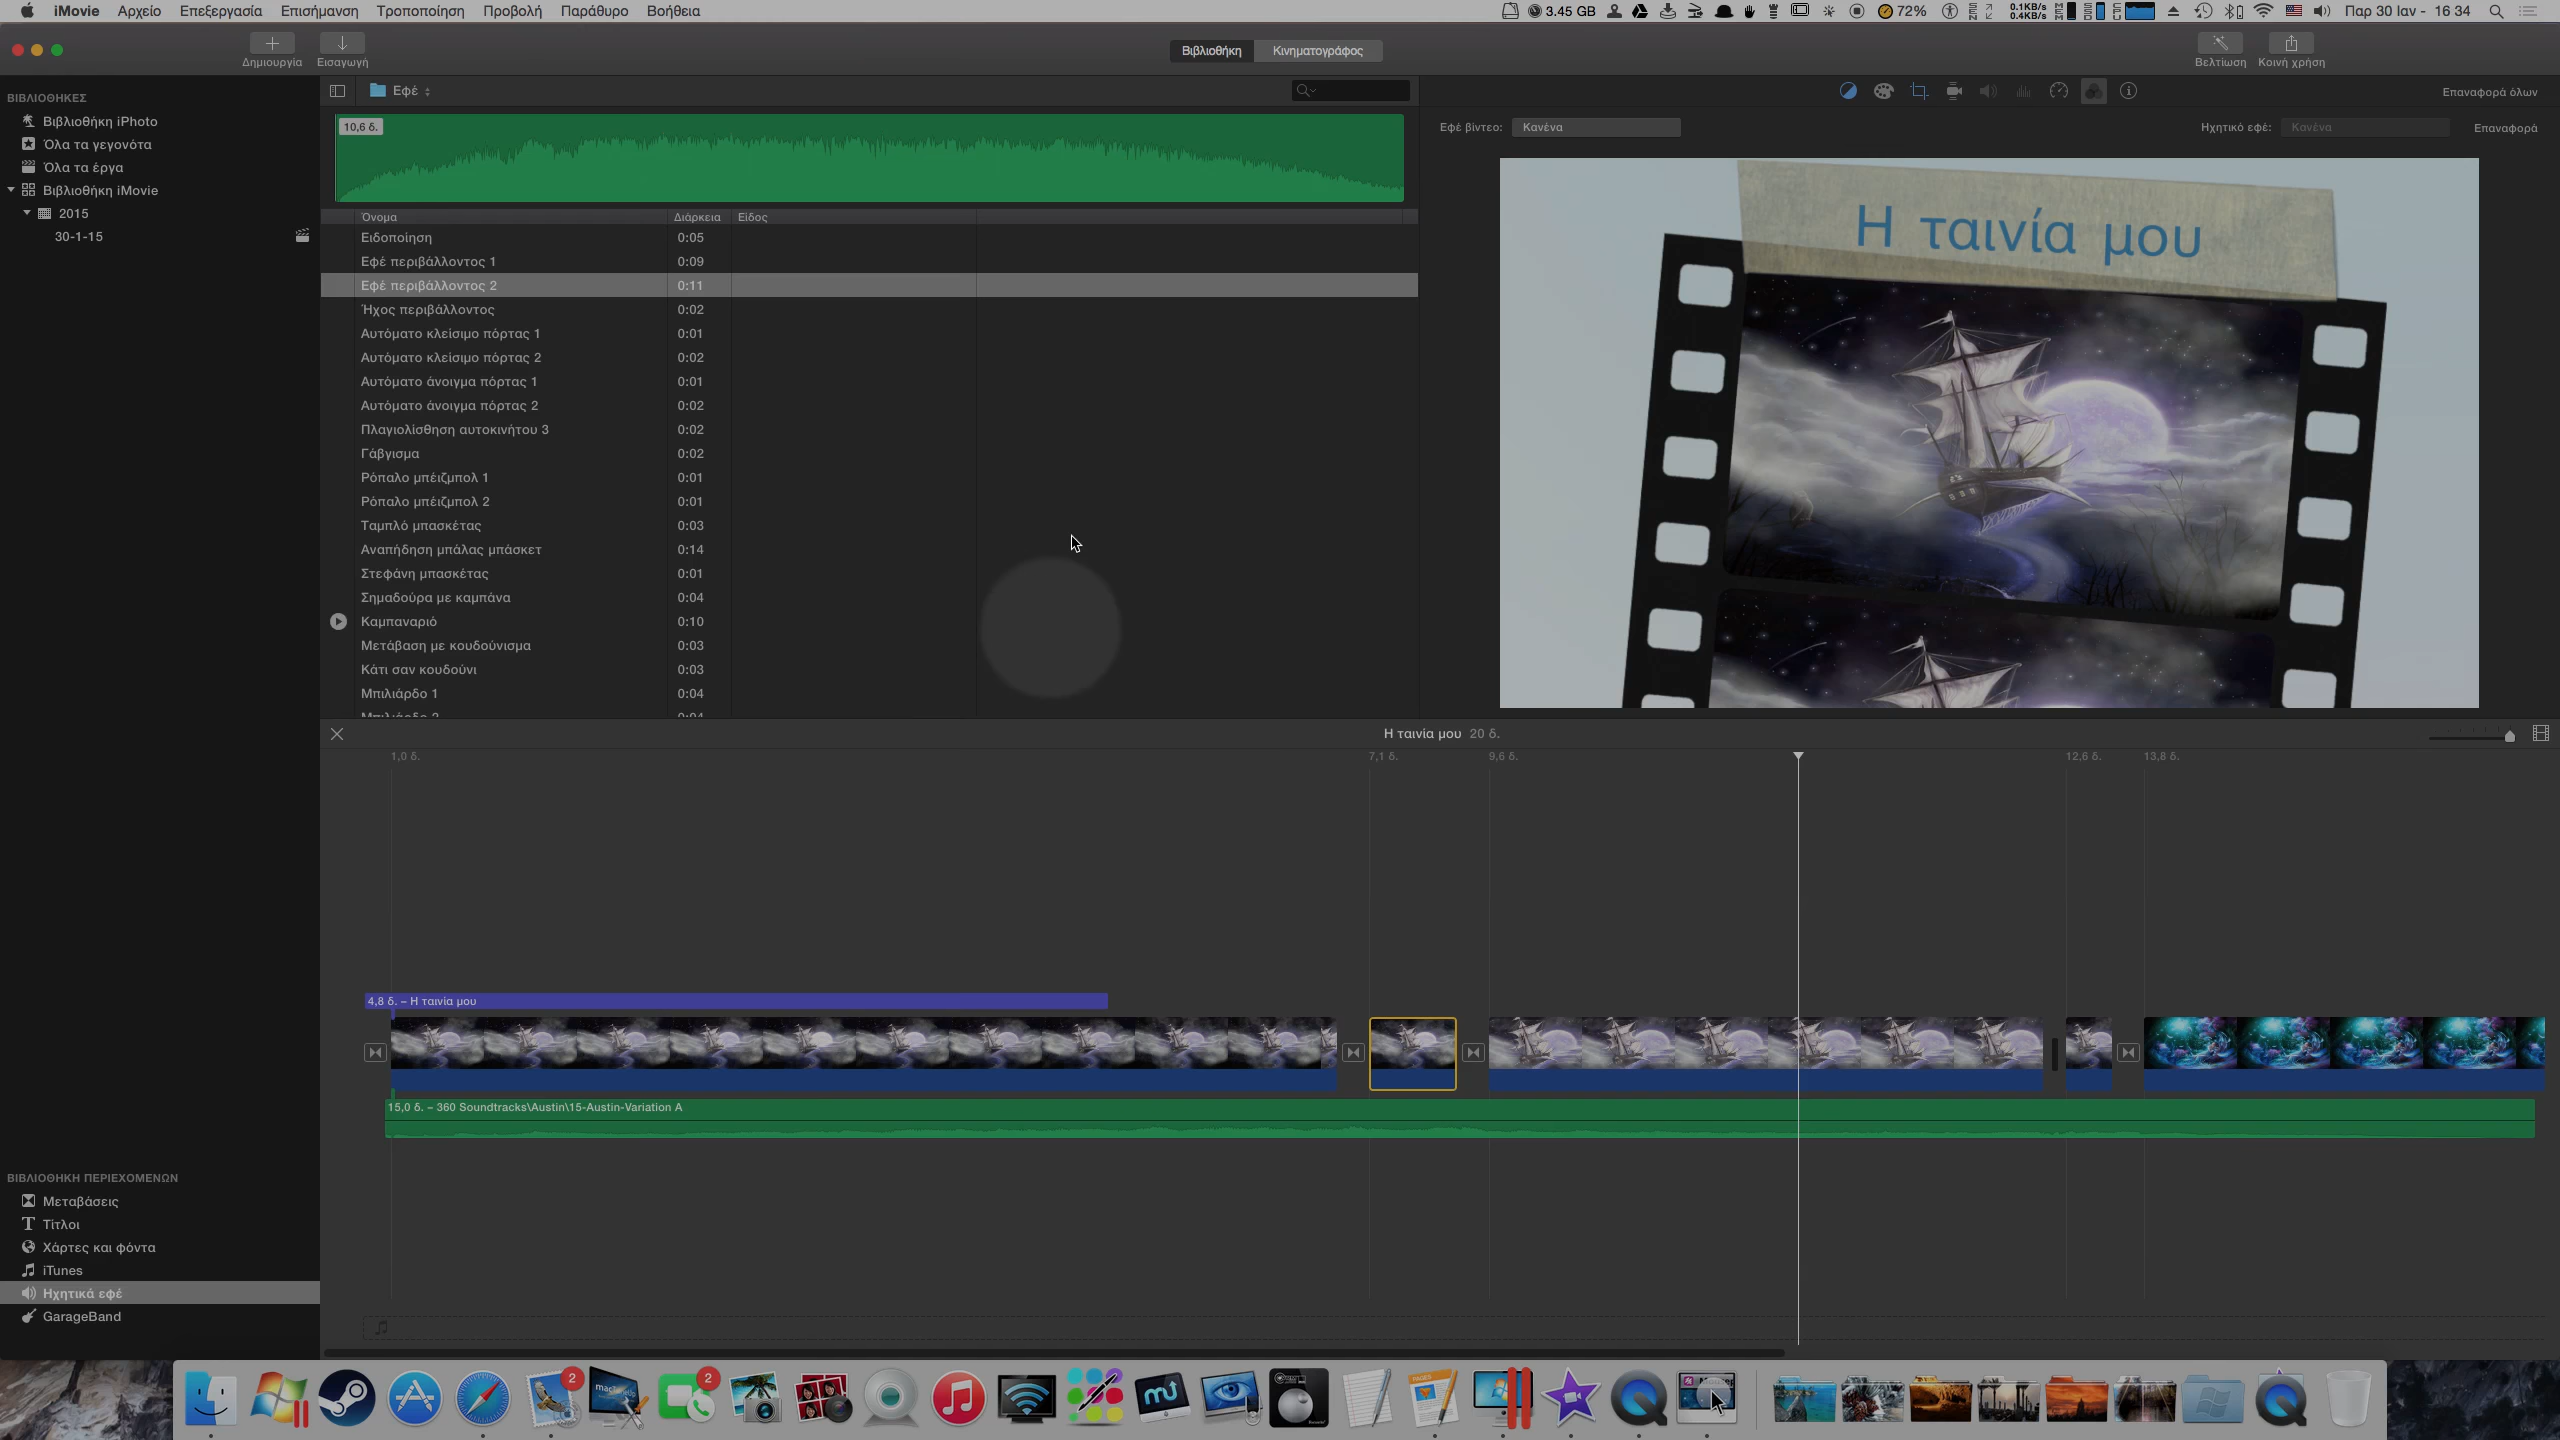 iMovie Αρχείο Επεξεργασία Επισήμανση Τροποποίηση Προβολή Παράθυρο Βοήθεια
3.45 GB 72% 0.1KB/s 0.4KB/s Παρ 30 Ιαν - 16 34
Δημιουργία Εισαγωγή
Βιβλιοθήκη Κινηματογράφος
Βελτίωση Κοινή χρήση
ΒΙΒΛΙΟΘΗΚΕΣ
Βιβλιοθήκη iPhoto
Όλα τα γεγονότα
Όλα τα έργα
Βιβλιοθήκη iMovie
2015
30-1-15
Εφέ
10,6 δ.
Όνομα Διάρκεια Είδος
Ειδοποίηση 0:05
Εφέ περιβάλλοντος 1 0:09
Εφέ περιβάλλοντος 2 0:11
Ήχος περιβάλλοντος 0:02
Αυτόματο κλείσιμο πόρτας 1 0:01
Αυτόματο κλείσιμο πόρτας 2 0:02
Αυτόματο άνοιγμα πόρτας 1 0:01
Αυτόματο άνοιγμα πόρτας 2 0:02
Πλαγιολίσθηση αυτοκινήτου 3 0:02
Γάβγισμα 0:02
Ρόπαλο μπέιζμπολ 1 0:01
Ρόπαλο μπέιζμπολ 2 0:01
Ταμπλό μπασκέτας 0:03
Αναπήδηση μπάλας μπάσκετ 0:14
Στεφάνη μπασκέτας 0:01
Σημαδούρα με καμπάνα 0:04
Καμπαναριό 0:10
Μετάβαση με κουδούνισμα 0:03
Κάτι σαν κουδούνι 0:03
Μπιλιάρδο 1 0:04
Επαναφορά όλων
Εφέ βίντεο: Κανένα Ηχητικό εφέ: Κανένα Επαναφορά
Η ταινία μου
Η ταινία μου 20 δ.
1,0 δ. 7,1 δ. 9,6 δ. 12,6 δ. 13,8 δ.
4,8 δ. – Η ταινία μου
15,0 δ. – 360 Soundtracks\Austin\15-Austin-Variation A
ΒΙΒΛΙΟΘΗΚΗ ΠΕΡΙΕΧΟΜΕΝΩΝ
Μεταβάσεις
Τίτλοι
Χάρτες και φόντα
iTunes
Ηχητικά εφέ
GarageBand
2 2
PAGES